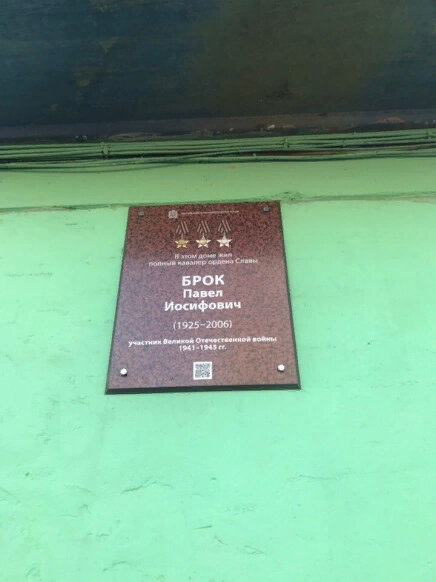 В этом доме жил
полный кавалер ордена Славы
БРОК
Павел
Иосифович
(1925–2006)
участник Великой Отечественной войны
1941–1945 гг.